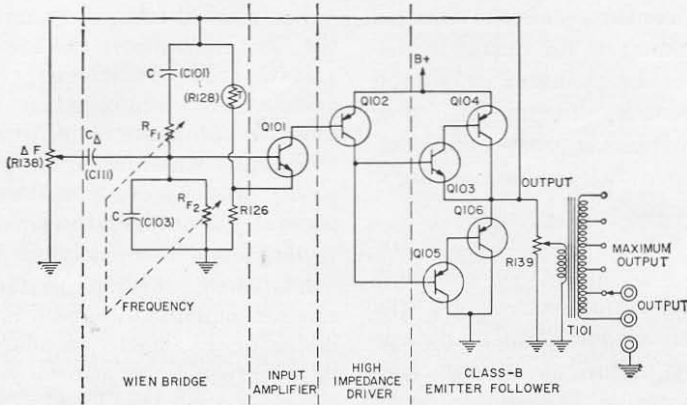 B+
C (C101)
(R128) T
Q101
Q102
Q104
RF1
CΔ
ΔF
(R138)
(C111)
Q103
OUTPUT
RF2
Q106
C (C103)
R126
Q105
R139
MAXIMUM
OUTPUT
OUTPUT
T101
FREQUENCY
WIEN BRIDGE
INPUT
AMPLIFIER
HIGH
IMPEDANCE
DRIVER
CLASS-B
EMITTER FOLLOWER